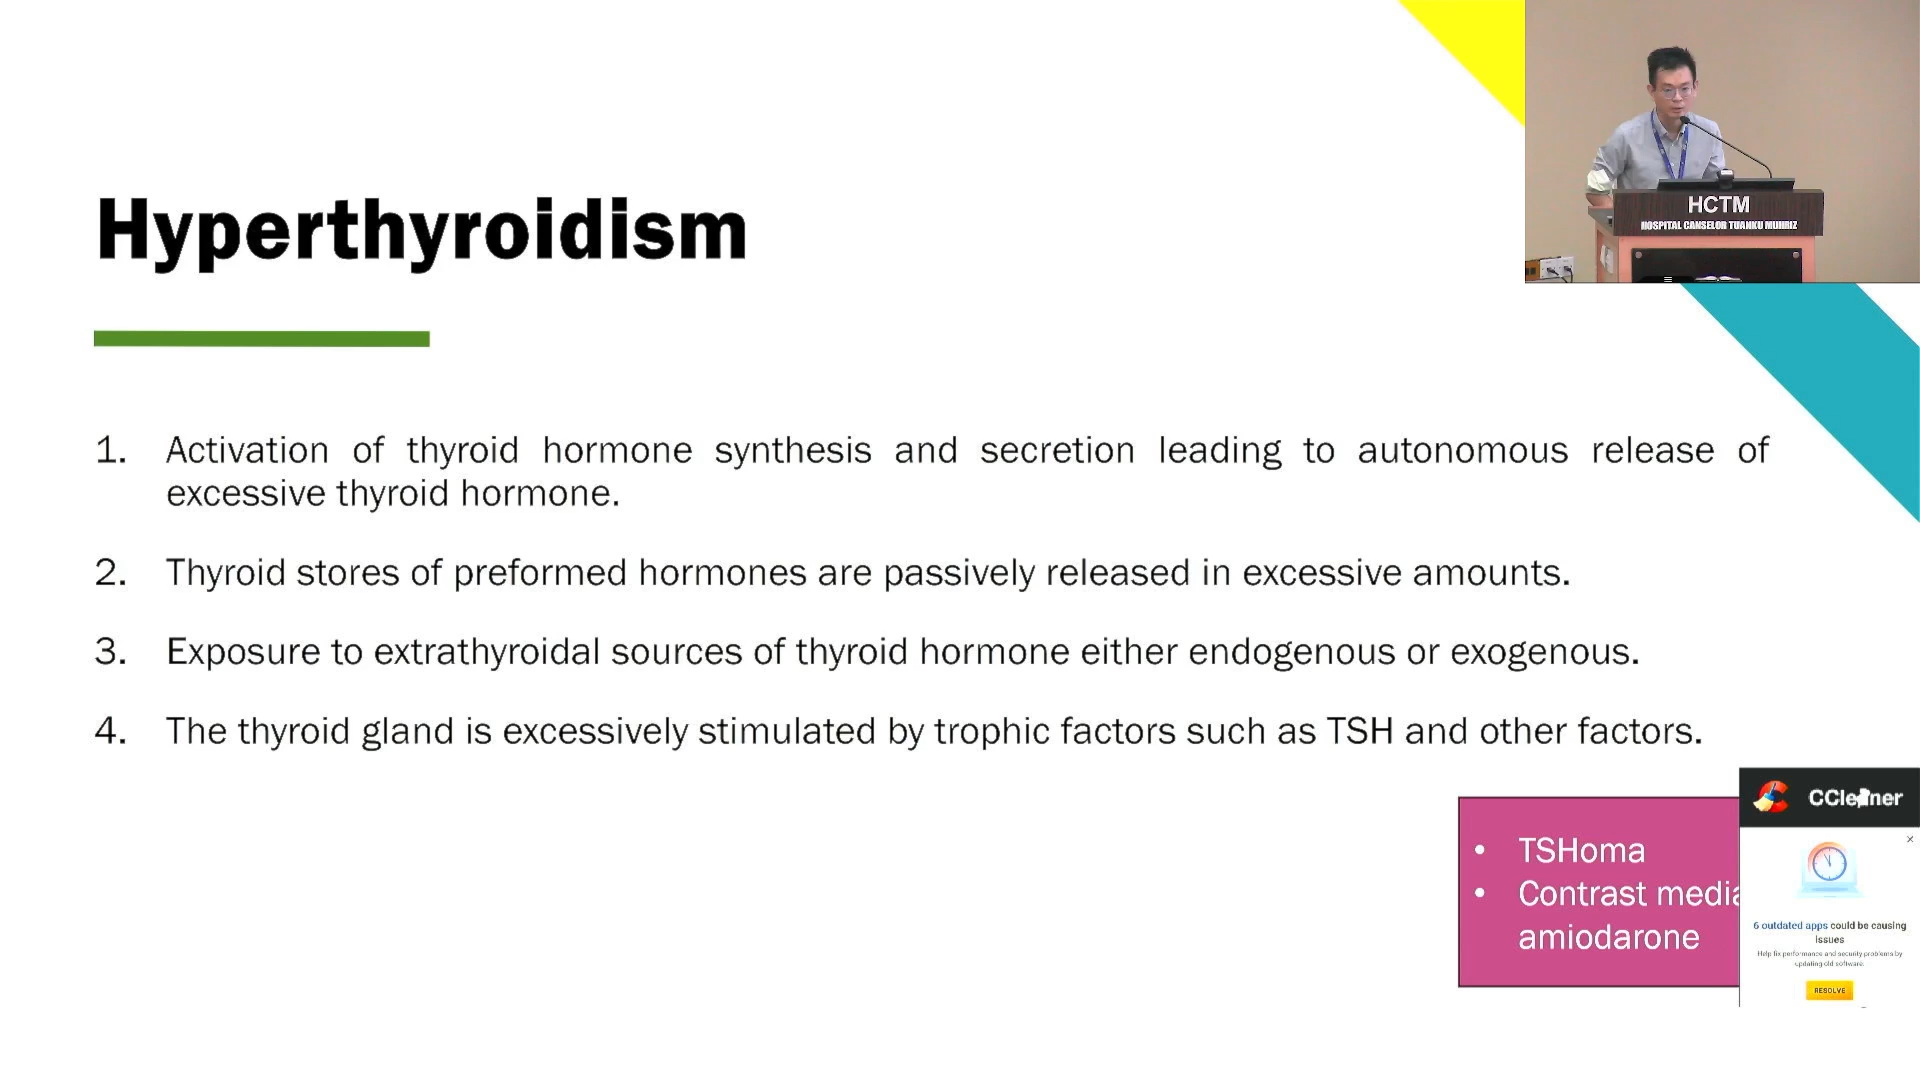 Hyperthyroidism
HCTM
HOSPITAL CANSELOR TUANKU MUHRIZ
1. Activation of thyroid hormone synthesis and secretion leading to autonomous release of
excessive thyroid hormone.
2. Thyroid stores of preformed hormones are passively released in excessive amounts.
3. Exposure to extrathyroidal sources of thyroid hormone either endogenous or exogenous.
4. The thyroid gland is excessively stimulated by trophic factors such as TSH and other factors.
• TSHoma
• Contrast media
amiodarone
CCleaner
6 outdated apps could be causing
issues
Help fix performance and security problems by
updating old software.
RESOLVE